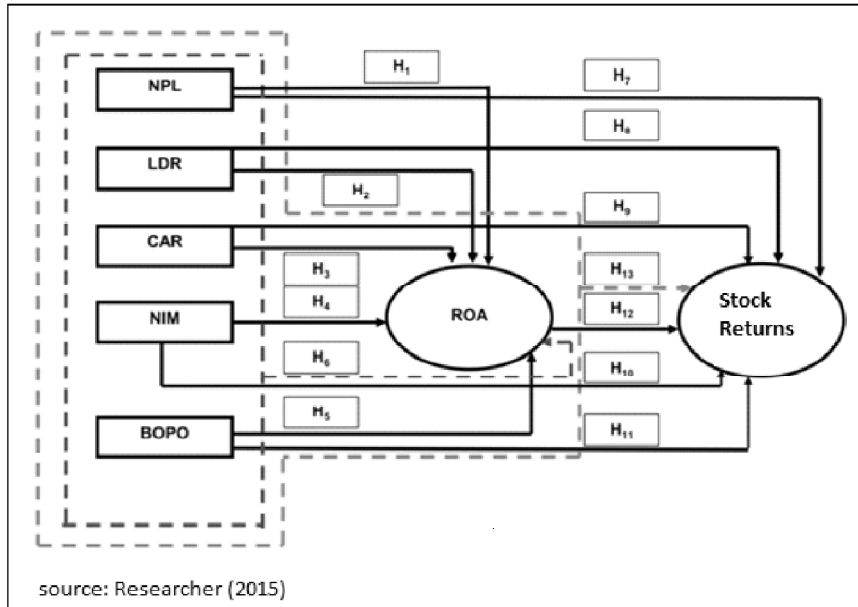 NPL
H₁
H₇
H₈
LDR
H₂
H₉
CAR
H₃
H₁₃
H₄
NIM
ROA
H₁₂
Stock
Returns
H₆
H₁₀
H₅
BOPO
H₁₁
source: Researcher (2015)